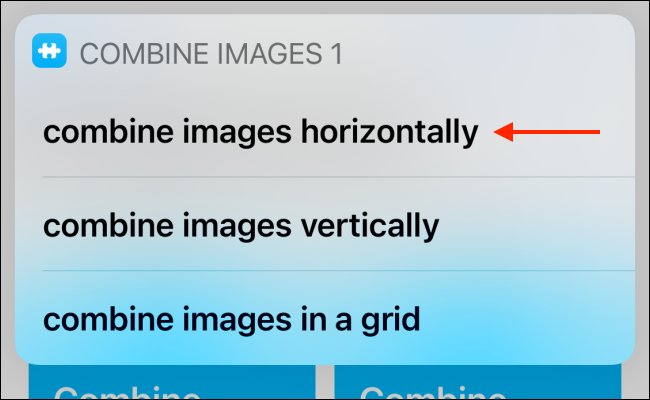 COMBINE IMAGES 1
combine images horizontally
combine images vertically
combine images in a grid
Combine Combine